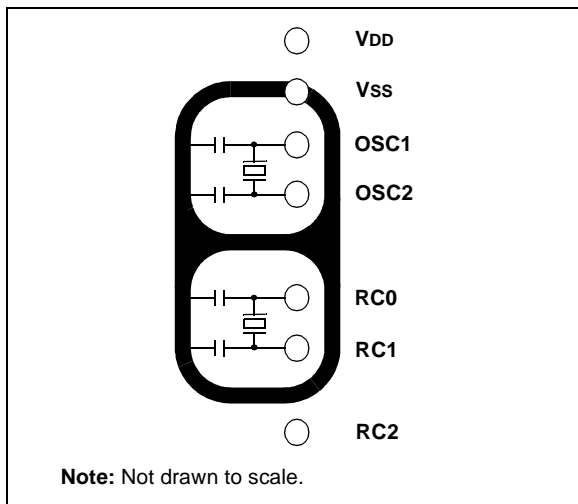 VDD
VSS
OSC1
OSC2
RC0
RC1
RC2
Note: Not drawn to scale.